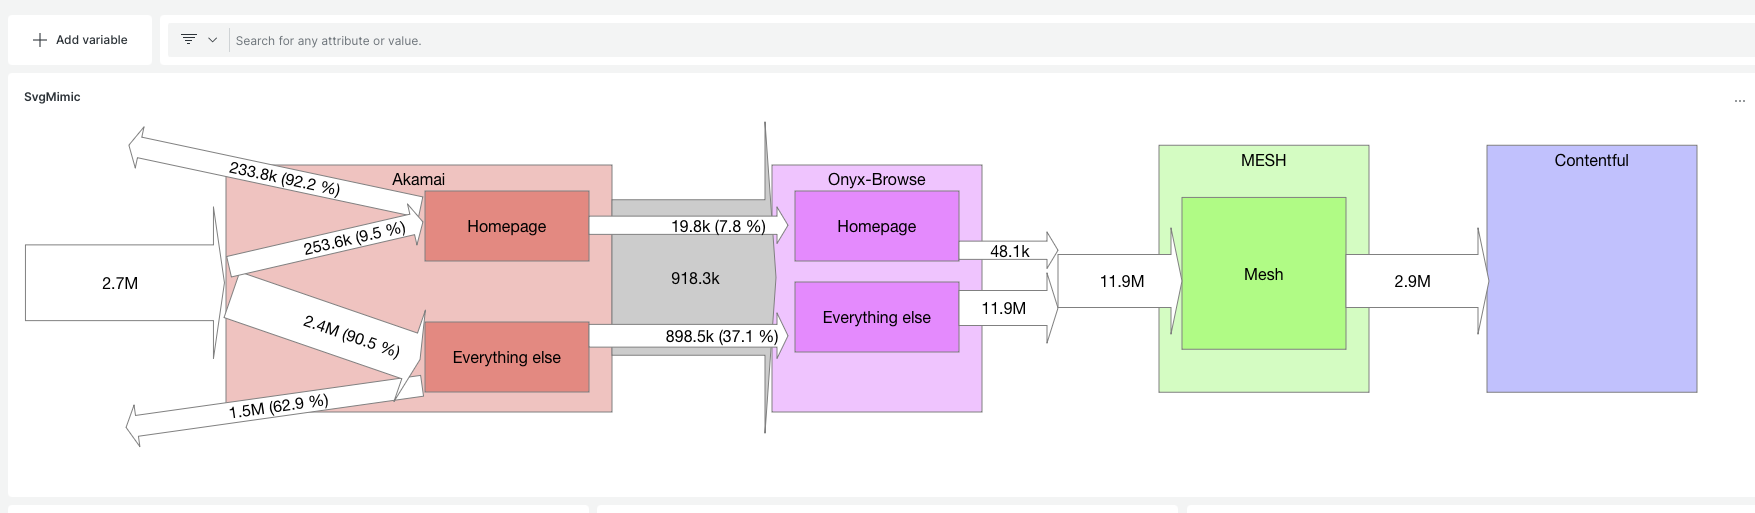 Add variable
Search for any attribute or value.
SvgMimic
...
233.8k (92.2 %)
Akamai
Homepage
253.6k (9.5 %)
2.7M
2.4M (90.5 %)
Everything else
1.5M (62.9 %)
19.8k (7.8 %)
918.3k
898.5k (37.1 %)
Onyx-Browse
Homepage
Everything else
48.1k
11.9M
11.9M
MESH
Mesh
2.9M
Contentful